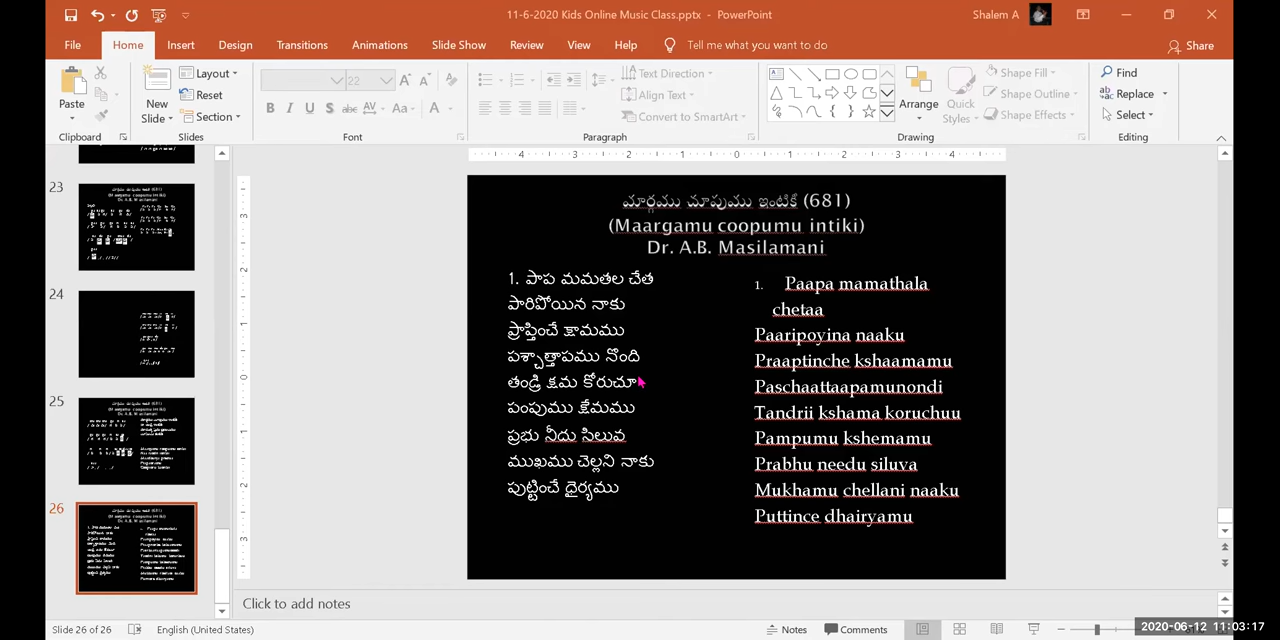 11-6-2020 Kids Online Music Class.pptx - PowerPoint
Shalem A
File Home Insert Design Transitions Animations Slide Show Review View Help Tell me what you want to do
Share
Paste
Clipboard
New
Slide
Layout
Reset
Section
Slides
22
Font
Text Direction
Align Text
Convert to SmartArt
Paragraph
Arrange
Quick
Styles
Shape Fill
Shape Outline
Shape Effects
Drawing
Find
Replace
Select
Editing
23
24
25
26
మార్గము చూపుము ఇంటికి (681)
(Maargamu coopumu intiki)
Dr. A.B. Masilamani
1. పాప మమతల చేత
పారిపోయిన నాకు
ప్రాప్తించే క్షామము
పశ్చాత్తాపము నొంది
తండ్రి క్షమ కోరుచూ
పంపుము క్షేమము
ప్రభు నీదు సిలువ
ముఖము చెల్లని నాకు
పుట్టించే ధైర్యము
1. Paapa mamathala
chetaa
Paaripoyina naaku
Praaptinche kshaamamu
Paschaattaapamunondi
Tandrii kshama koruchuu
Pampumu kshemamu
Prabhu needu siluva
Mukhamu chellani naaku
Puttince dhairyamu
Click to add notes
Slide 26 of 26 English (United States) Notes Comments
2020-06-12 11:03:17